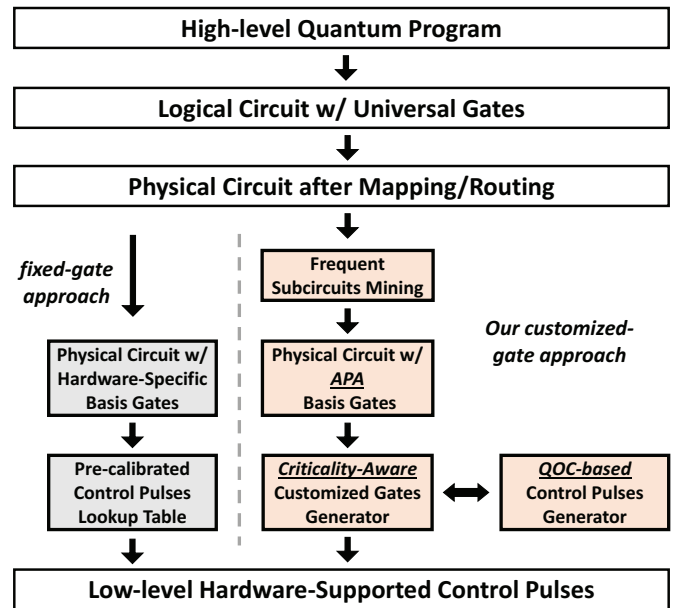 High-level Quantum Program
Logical Circuit w/ Universal Gates
Physical Circuit after Mapping/Routing
fixed-gate
approach
Physical Circuit w/
Hardware-Specific
Basis Gates
Pre-calibrated
Control Pulses
Lookup Table
Frequent
Subcircuits Mining
Our customized-
gate approach
Physical Circuit w/
APA
Basis Gates
Criticality-Aware
Customized Gates
Generator
QOC-based
Control Pulses
Generator
Low-level Hardware-Supported Control Pulses